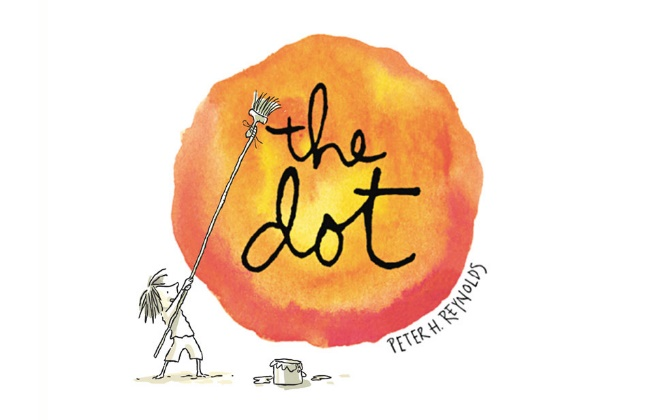 the
dot
PETER H. REYNOLDS